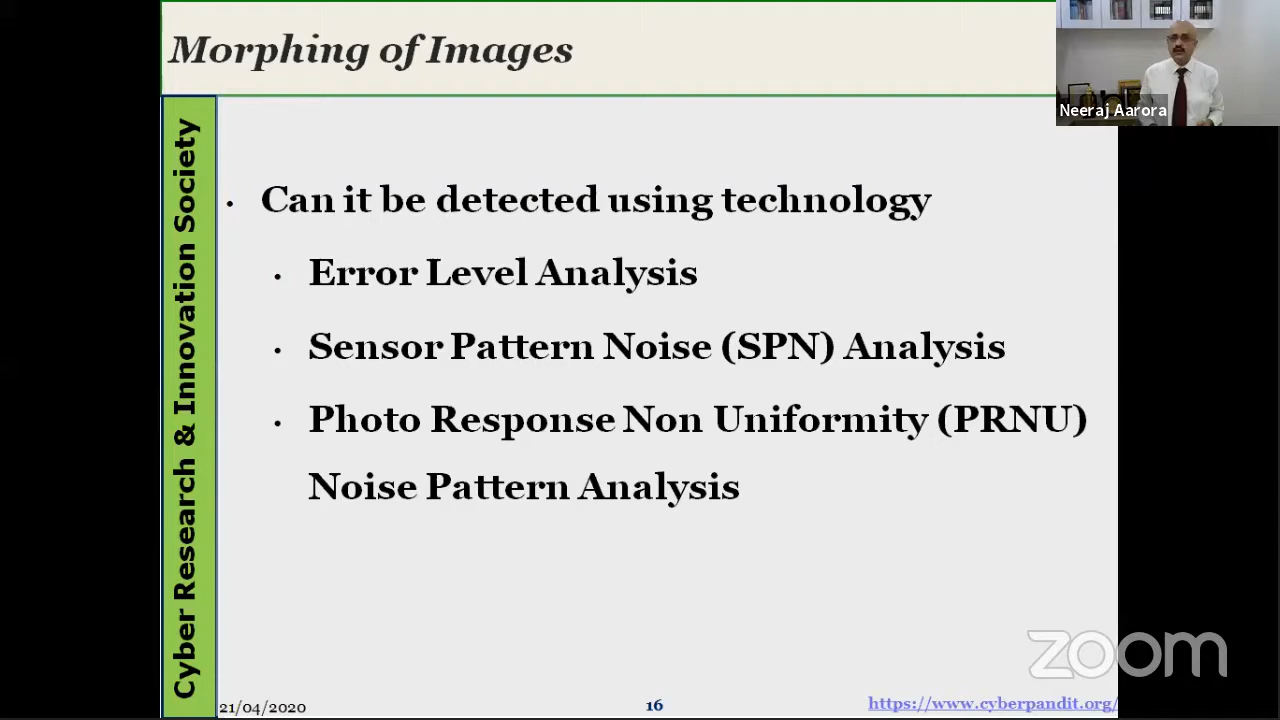 Morphing of Images
Neeraj Aarora
Cyber Research & Innovation Society
· Can it be detected using technology
· Error Level Analysis
· Sensor Pattern Noise (SPN) Analysis
· Photo Response Non Uniformity (PRNU)
Noise Pattern Analysis
zoom
21/04/2020
16
https://www.cyberpandit.org/